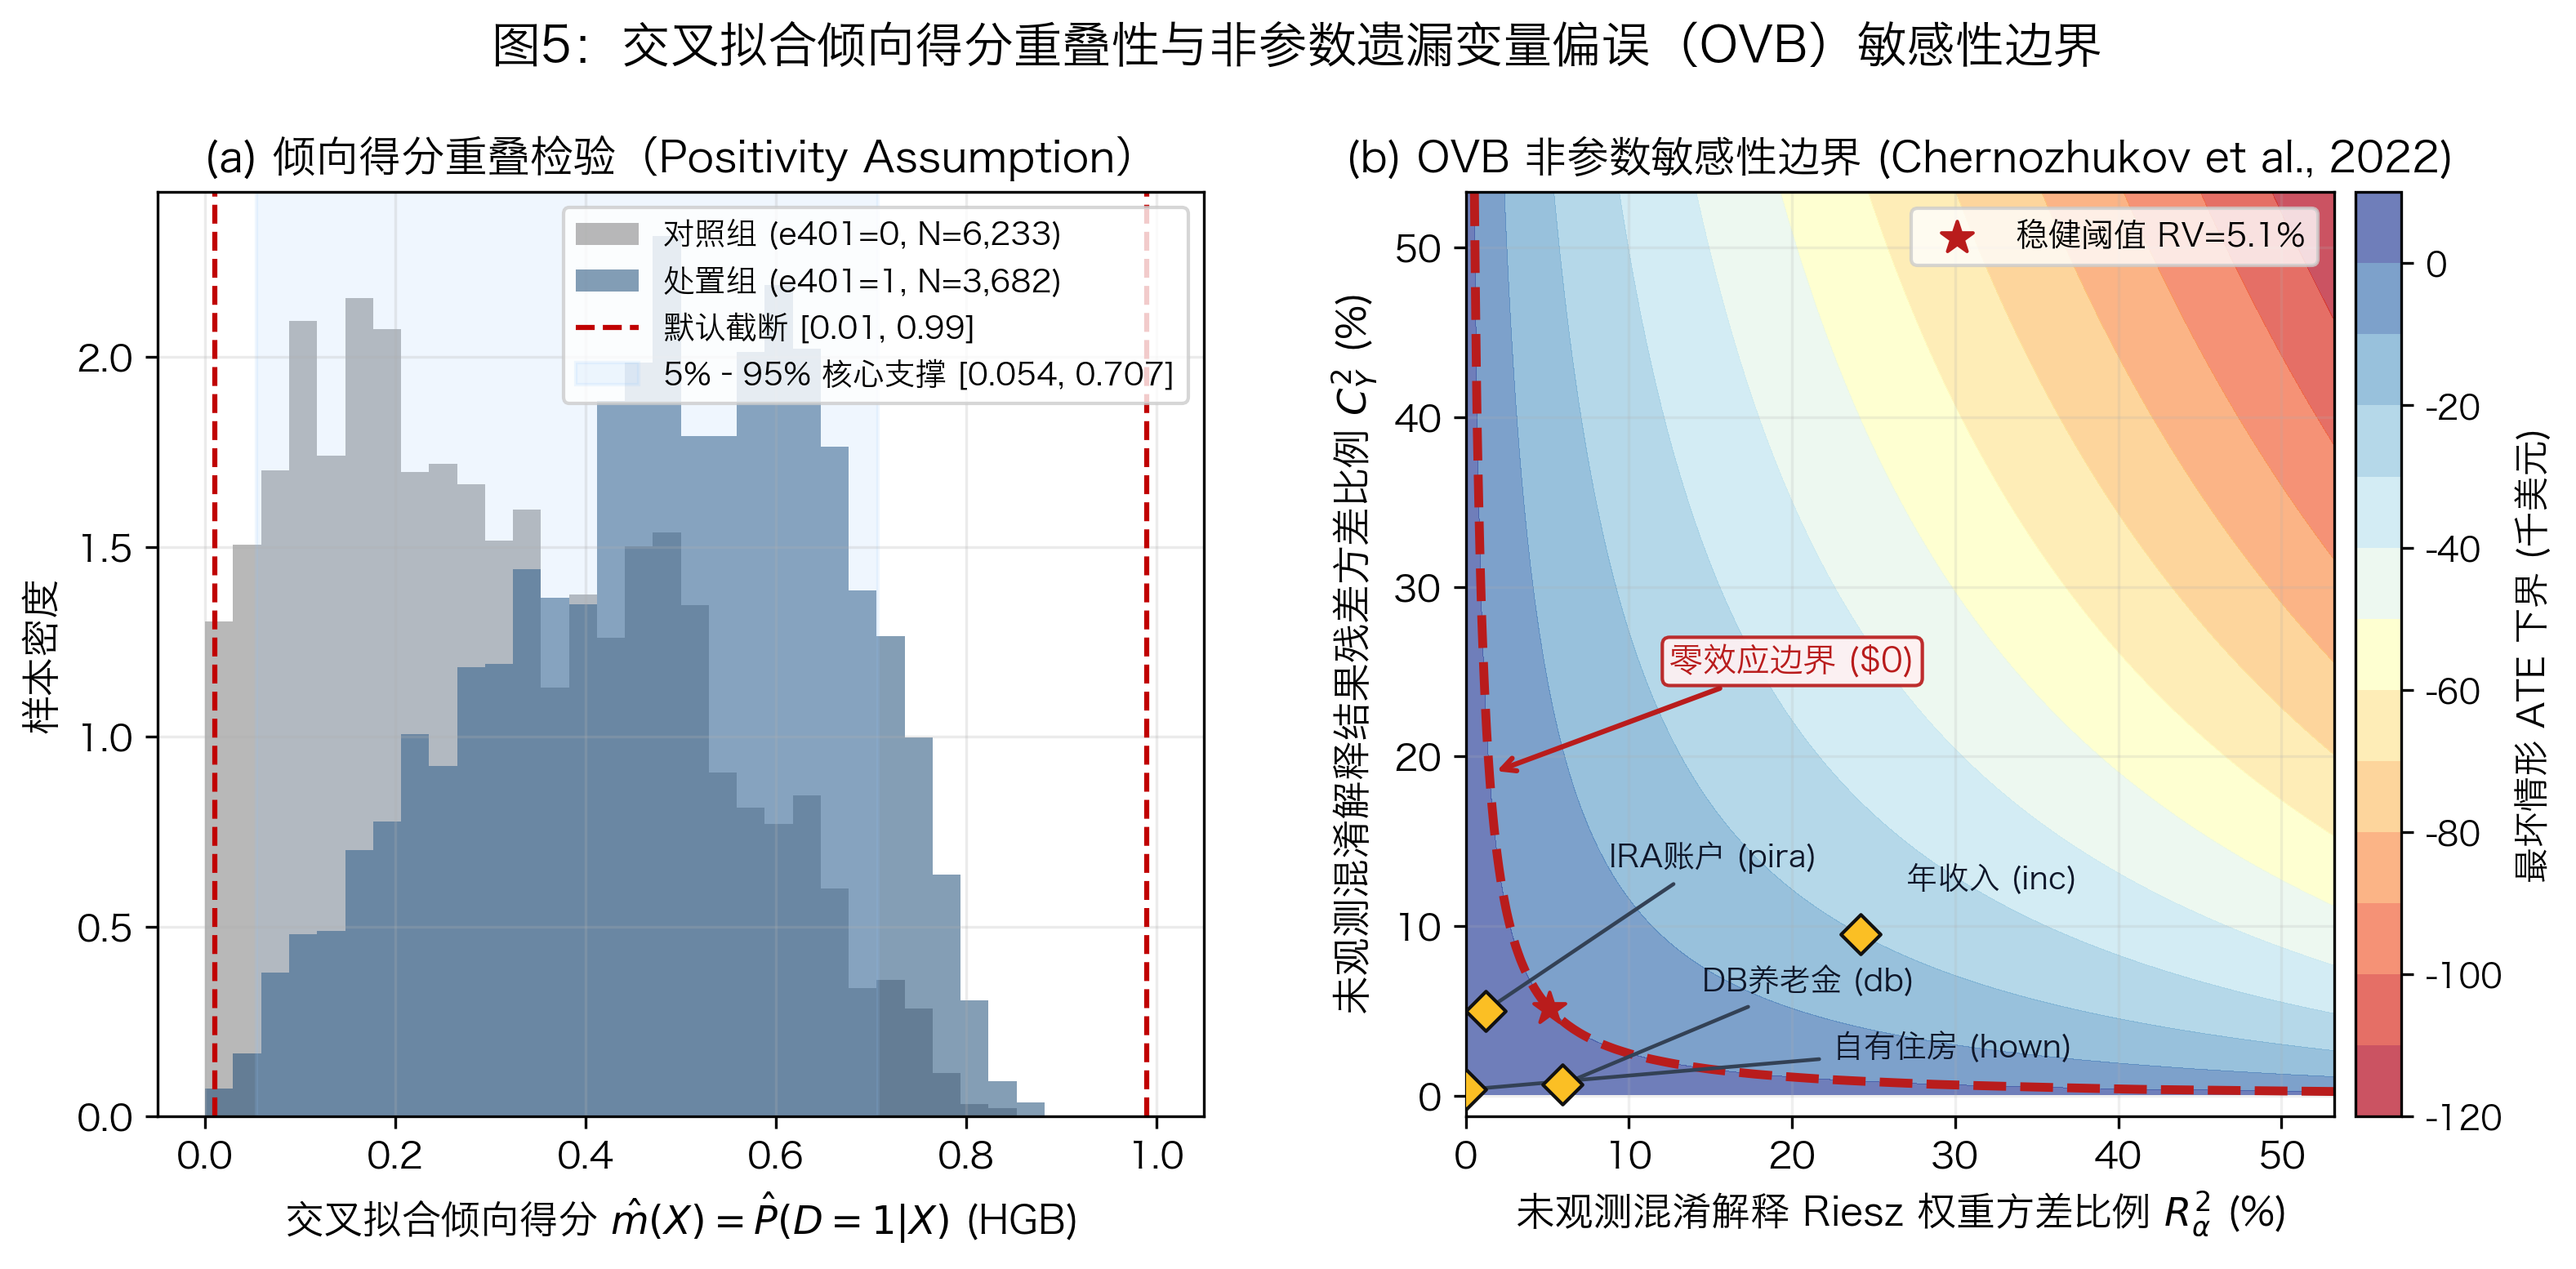 图5：交叉拟合倾向得分重叠性与非参数遗漏变量偏误（OVB）敏感性边界
(a) 倾向得分重叠检验（Positivity Assumption）
对照组 (e401=0, N=6,233)
处置组 (e401=1, N=3,682)
默认截断 [0.01, 0.99]
5% - 95% 核心支撑 [0.054, 0.707]
样本密度
2.0
1.5
1.0
0.5
0.0
0.0 0.2 0.4 0.6 0.8 1.0
交叉拟合倾向得分 m̂(X) = P̂(D = 1|X) (HGB)
(b) OVB 非参数敏感性边界 (Chernozhukov et al., 2022)
稳健阈值 RV=5.1%
未观测混淆解释结果残差方差比例 C²_Y (%)
50
40
30
20
10
0
零效应边界 ($0)
IRA账户 (pira)
年收入 (inc)
DB养老金 (db)
自有住房 (hown)
0 10 20 30 40 50
未观测混淆解释 Riesz 权重方差比例 R²_α (%)
0
-20
-40
-60
-80
-100
-120
最坏情形 ATE 下界 (千美元)